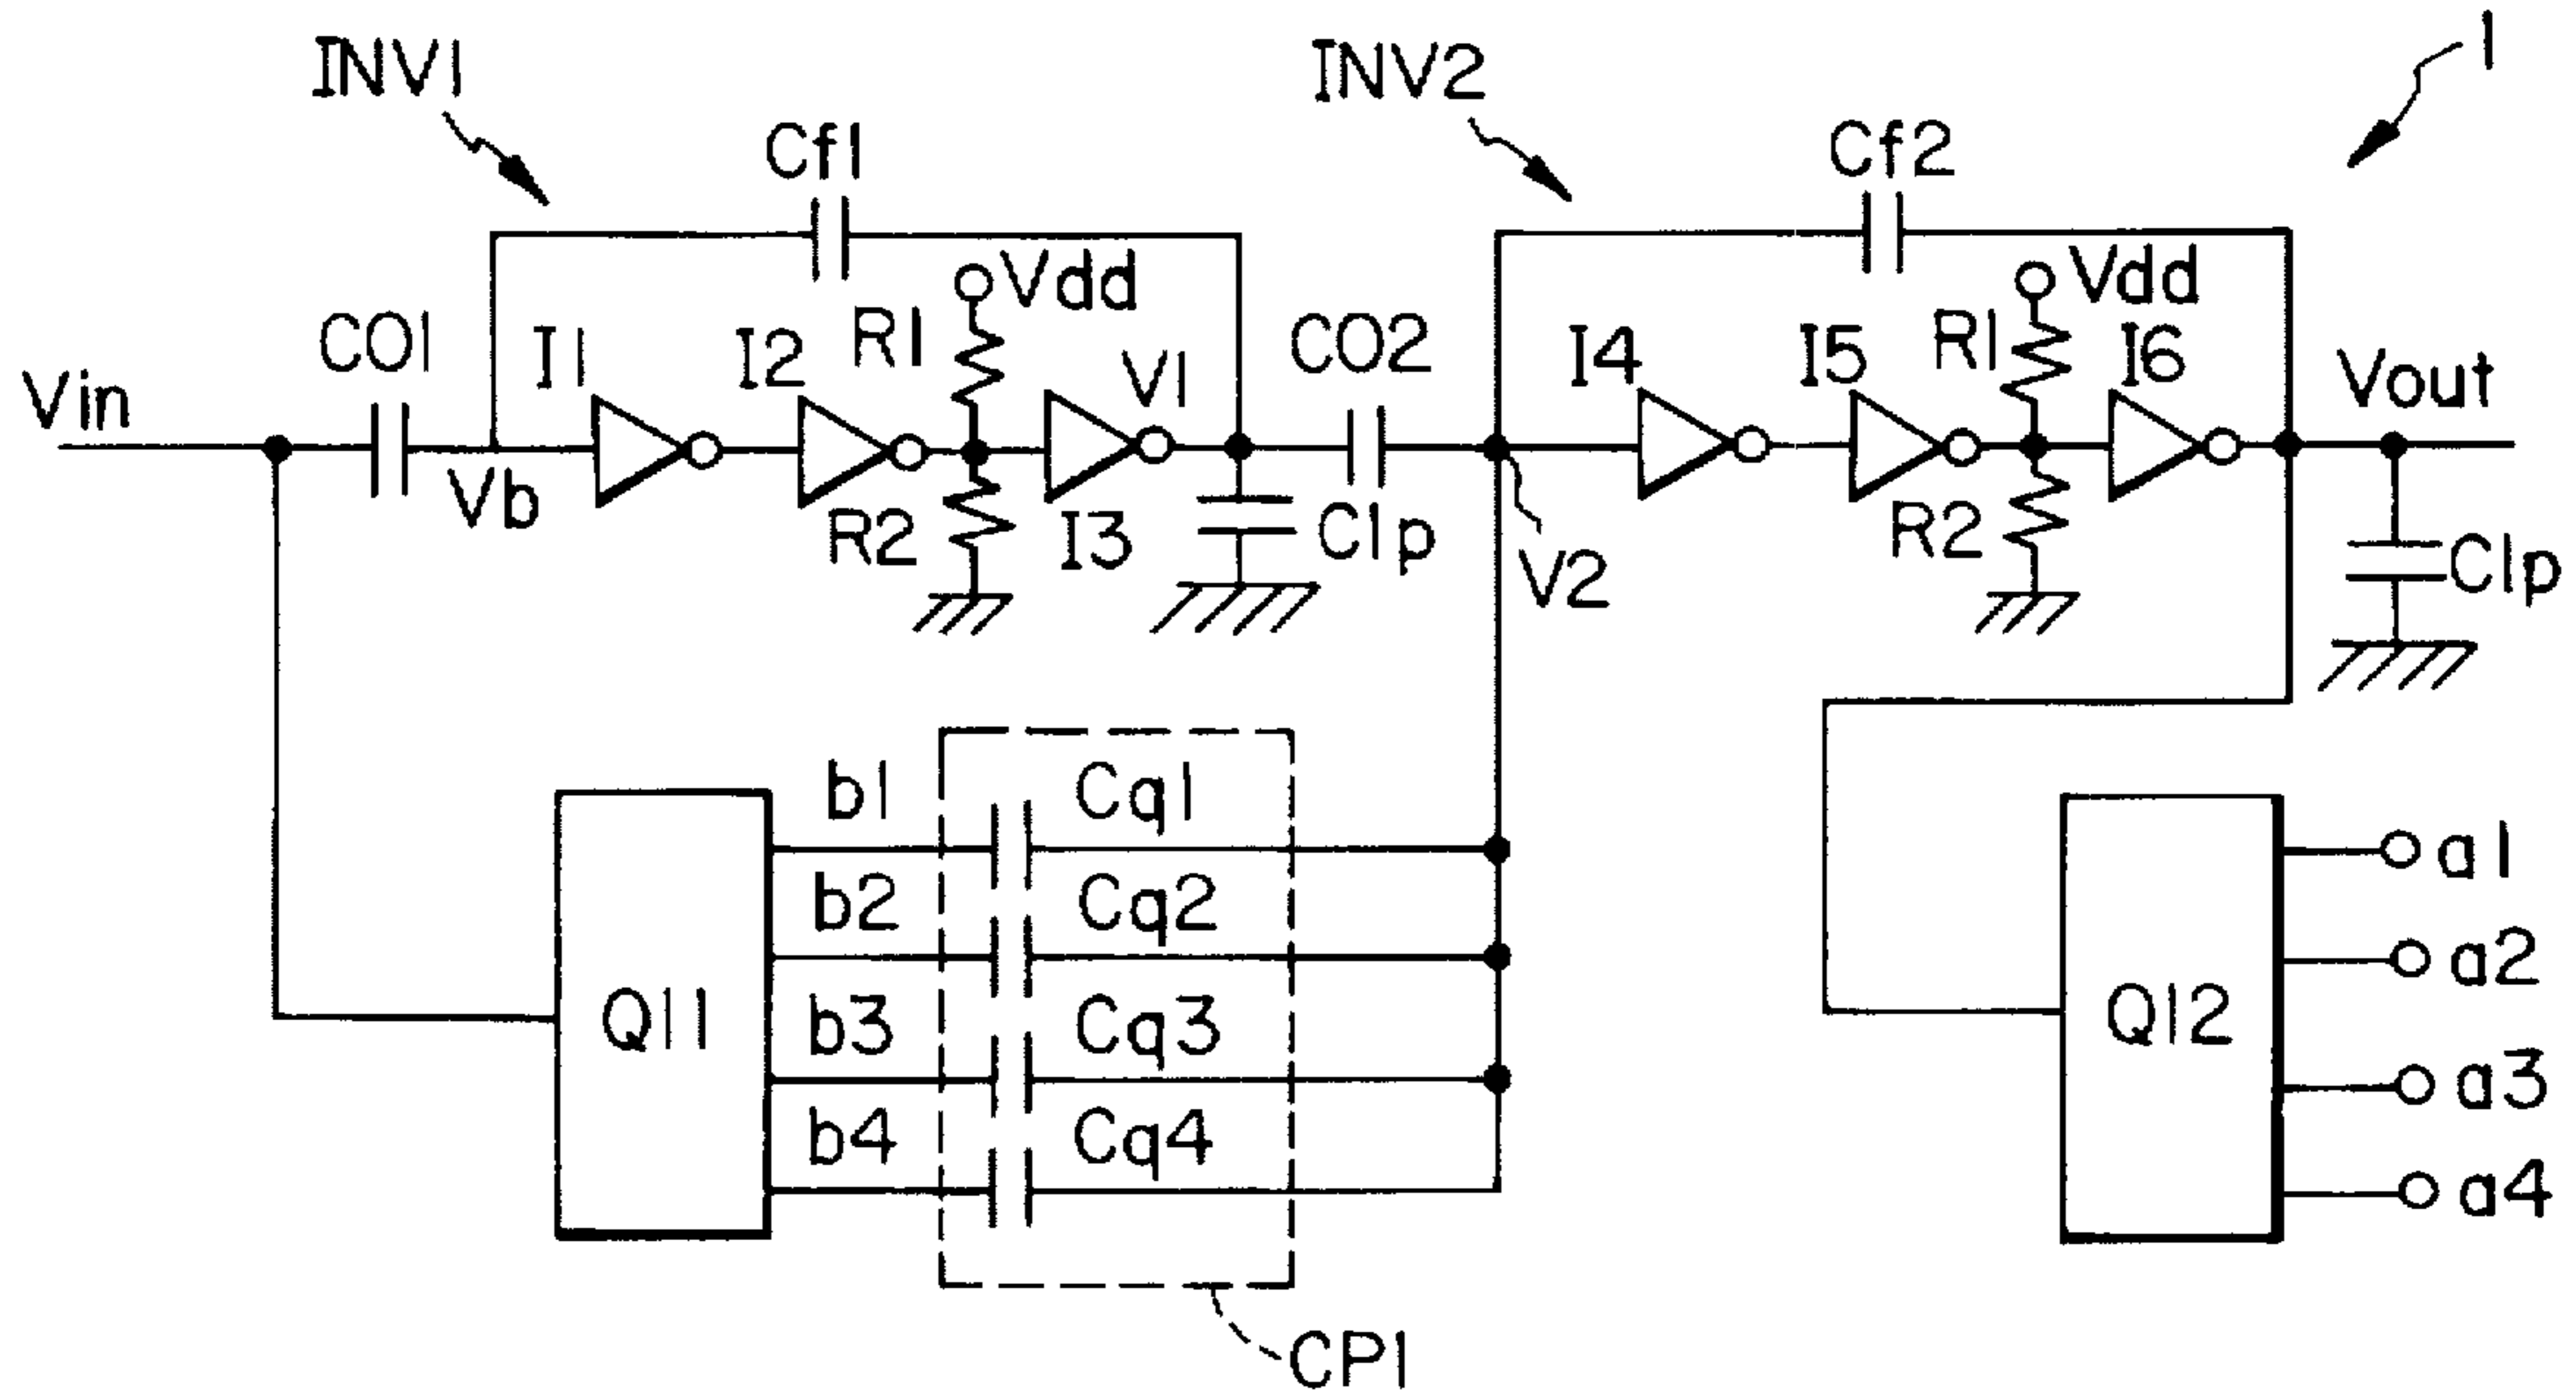 INV1
INV2
1
Cf1
Cf2
Vdd
Vdd
CO1
I1
I2
R1
V1
CO2
I4
I5
R1
I6
Vin
Vout
Vb
R2
I3
C1p
V2
R2
C1p
b1
Cq1
b2
Cq2
b3
Cq3
b4
Cq4
Q11
Q12
a1
a2
a3
a4
CP1